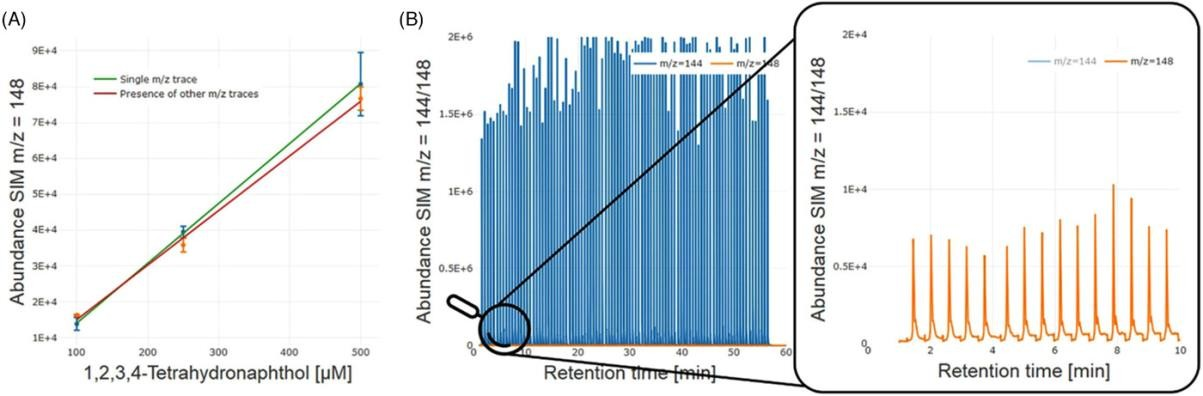 (A)
Abundance SIM m/z = 148
9E+4
8E+4
7E+4
6E+4
5E+4
4E+4
3E+4
2E+4
1E+4
Single m/z trace
Presence of other m/z traces
100 200 300 400 500
1,2,3,4-Tetrahydronaphthol [µM]
(B)
Abundance SIM m/z = 144/148
2E+6
1.5E+6
1E+6
0.5E+6
0
m/z=144 m/z=148
0 10 20 30 40 50 60
Retention time [min]
Abundance SIM m/z = 144/148
2E+4
1.5E+4
1E+4
0.5E+4
0
m/z=144 m/z=148
0 2 4 6 8 10
Retention time [min]